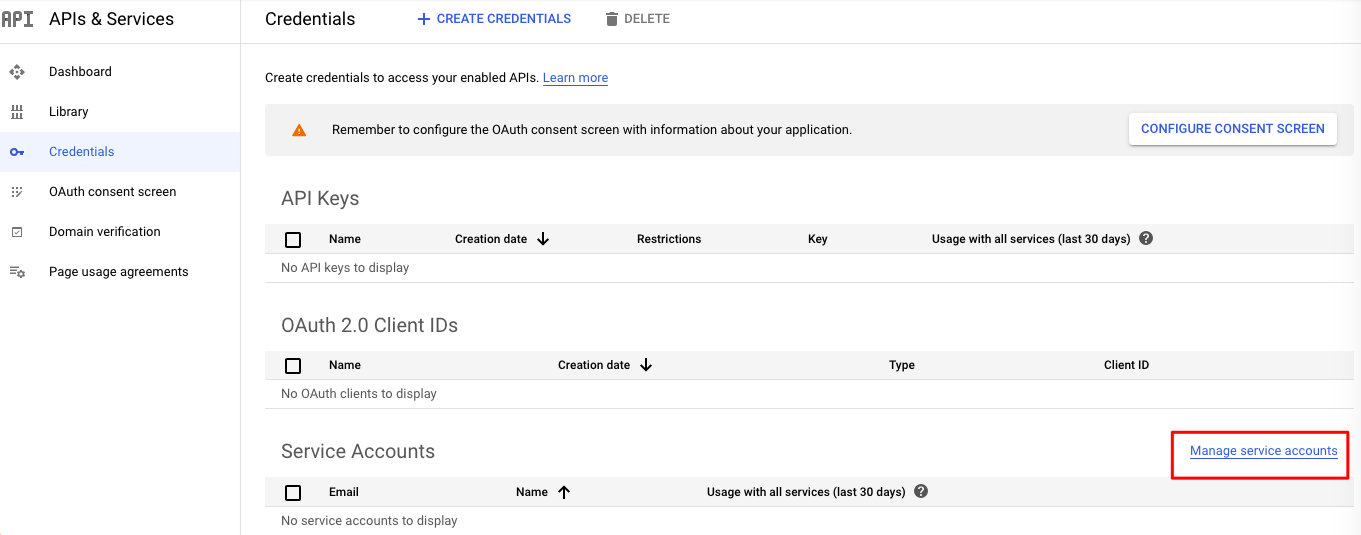 API APIs & Services
Credentials
CREATE CREDENTIALS
DELETE
Dashboard
Library
Credentials
OAuth consent screen
Domain verification
Page usage agreements
Create credentials to access your enabled APIs. Learn more
Remember to configure the OAuth consent screen with information about your application.
CONFIGURE CONSENT SCREEN
API Keys
Name Creation date Restrictions Key Usage with all services (last 30 days) ?
No API keys to display
OAuth 2.0 Client IDs
Name Creation date Type Client ID
No OAuth clients to display
Service Accounts
Manage service accounts
Email Name Usage with all services (last 30 days) ?
No service accounts to display